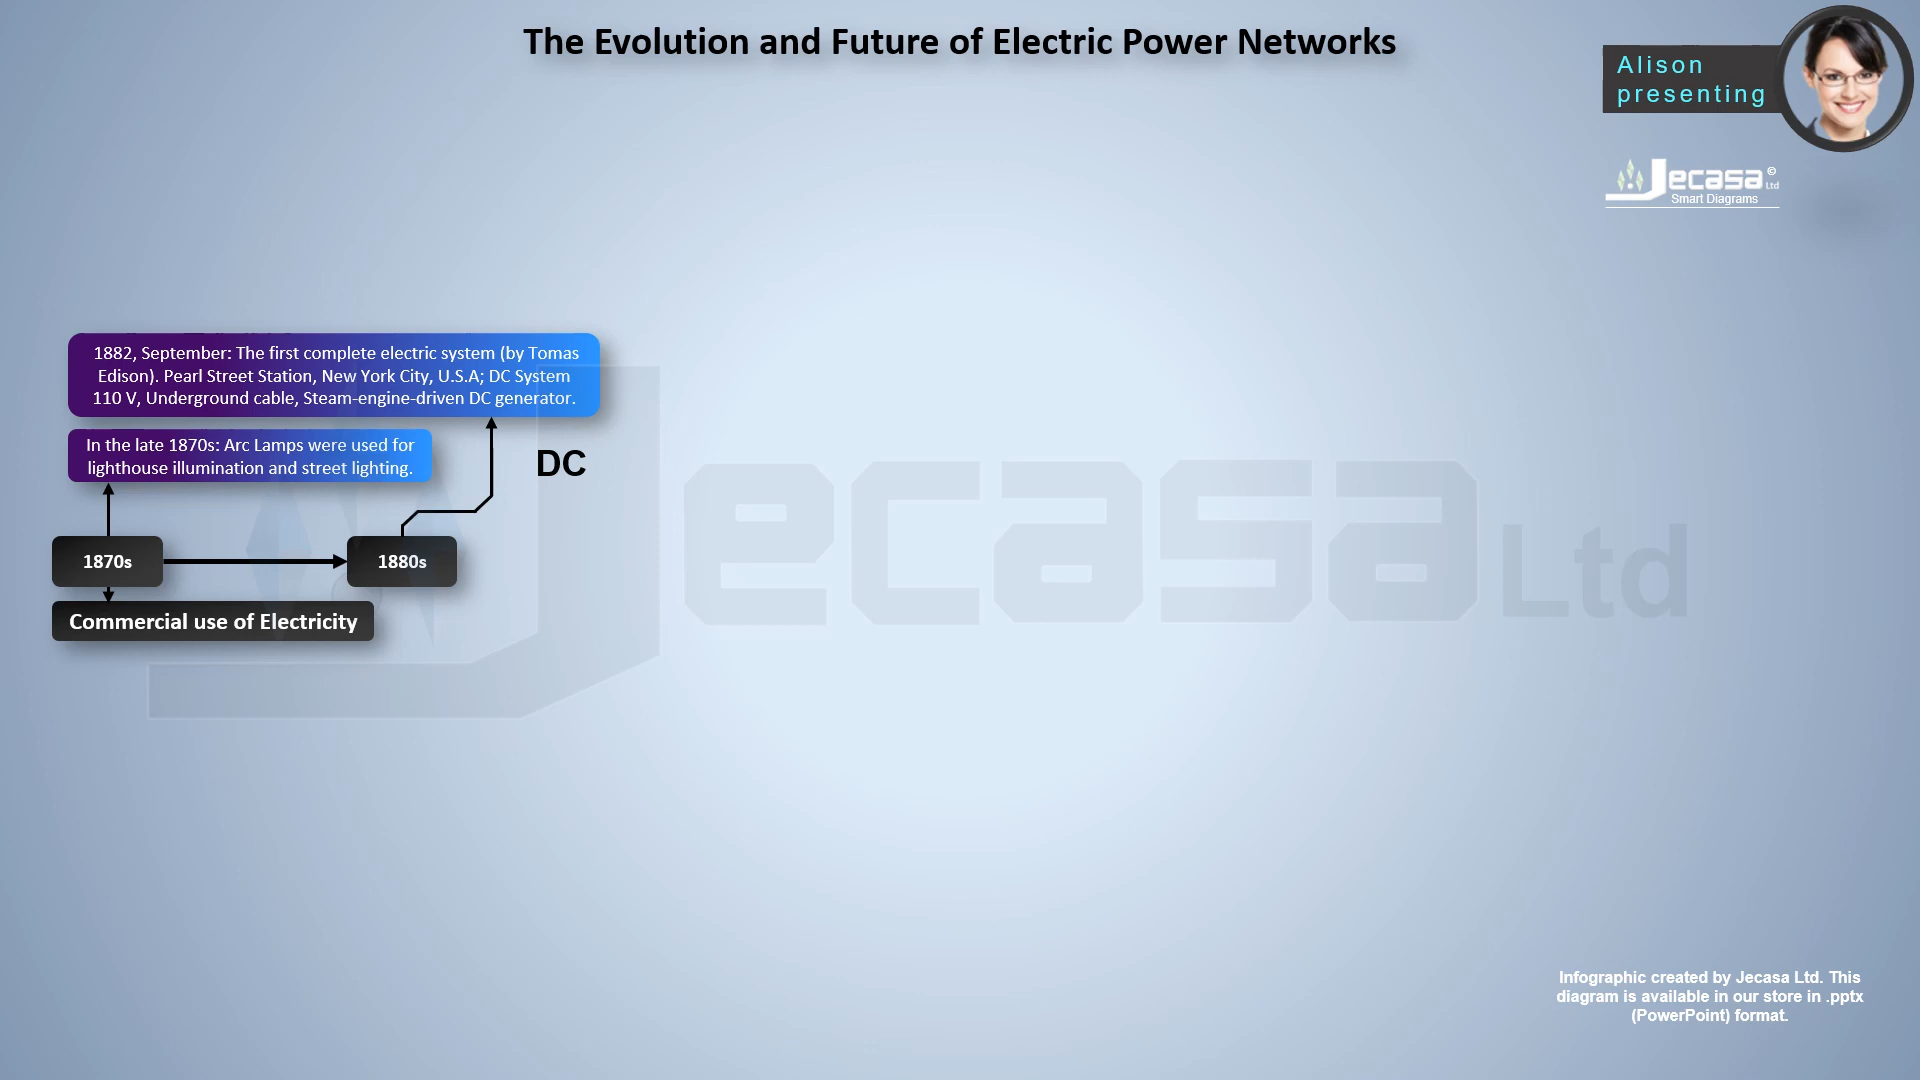 The Evolution and Future of Electric Power Networks
Alison
presenting
Jecasa © Ltd
Smart Diagrams
1882, September: The first complete electric system (by Tomas
Edison). Pearl Street Station, New York City, U.S.A; DC System
110 V, Underground cable, Steam-engine-driven DC generator.
In the late 1870s: Arc Lamps were used for
lighthouse illumination and street lighting.
DC
1870s
1880s
Commercial use of Electricity
Jecasa Ltd
Infographic created by Jecasa Ltd. This
diagram is available in our store in .pptx
(PowerPoint) format.